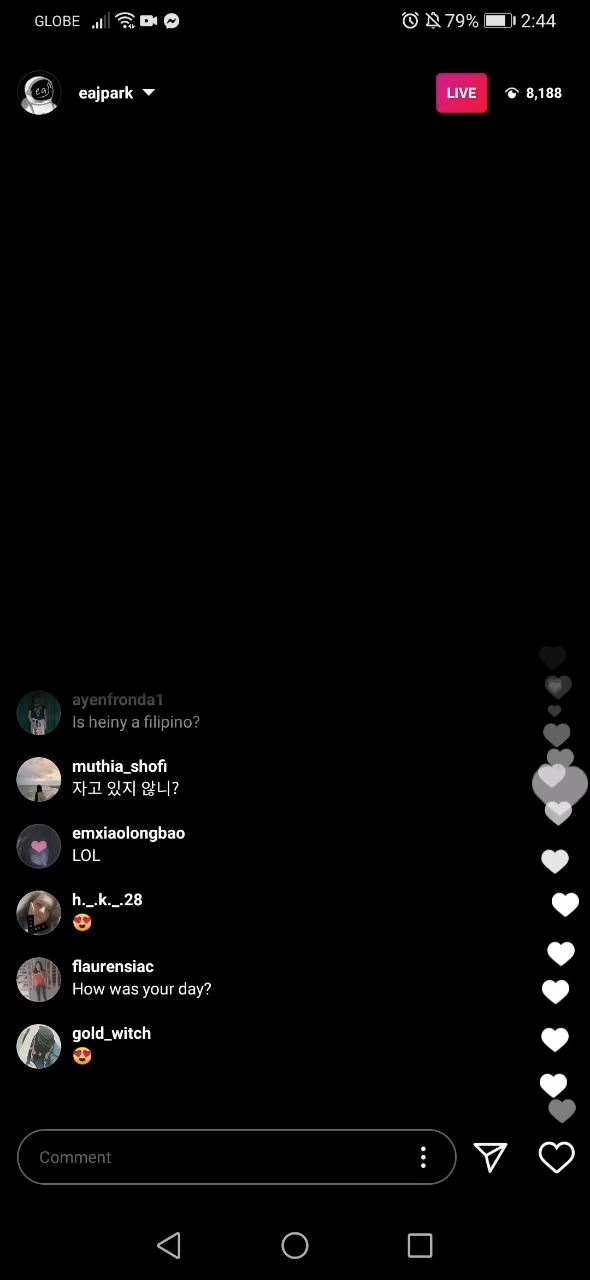 GLOBE 79% 2:44
eajpark LIVE 8,188
ayenfronda1
Is heiny a filipino?
muthia_shofi
자고 있지 않니?
emxiaolongbao
LOL
h._.k._.28
😍
flaurensiac
How was your day?
gold_witch
😍
Comment